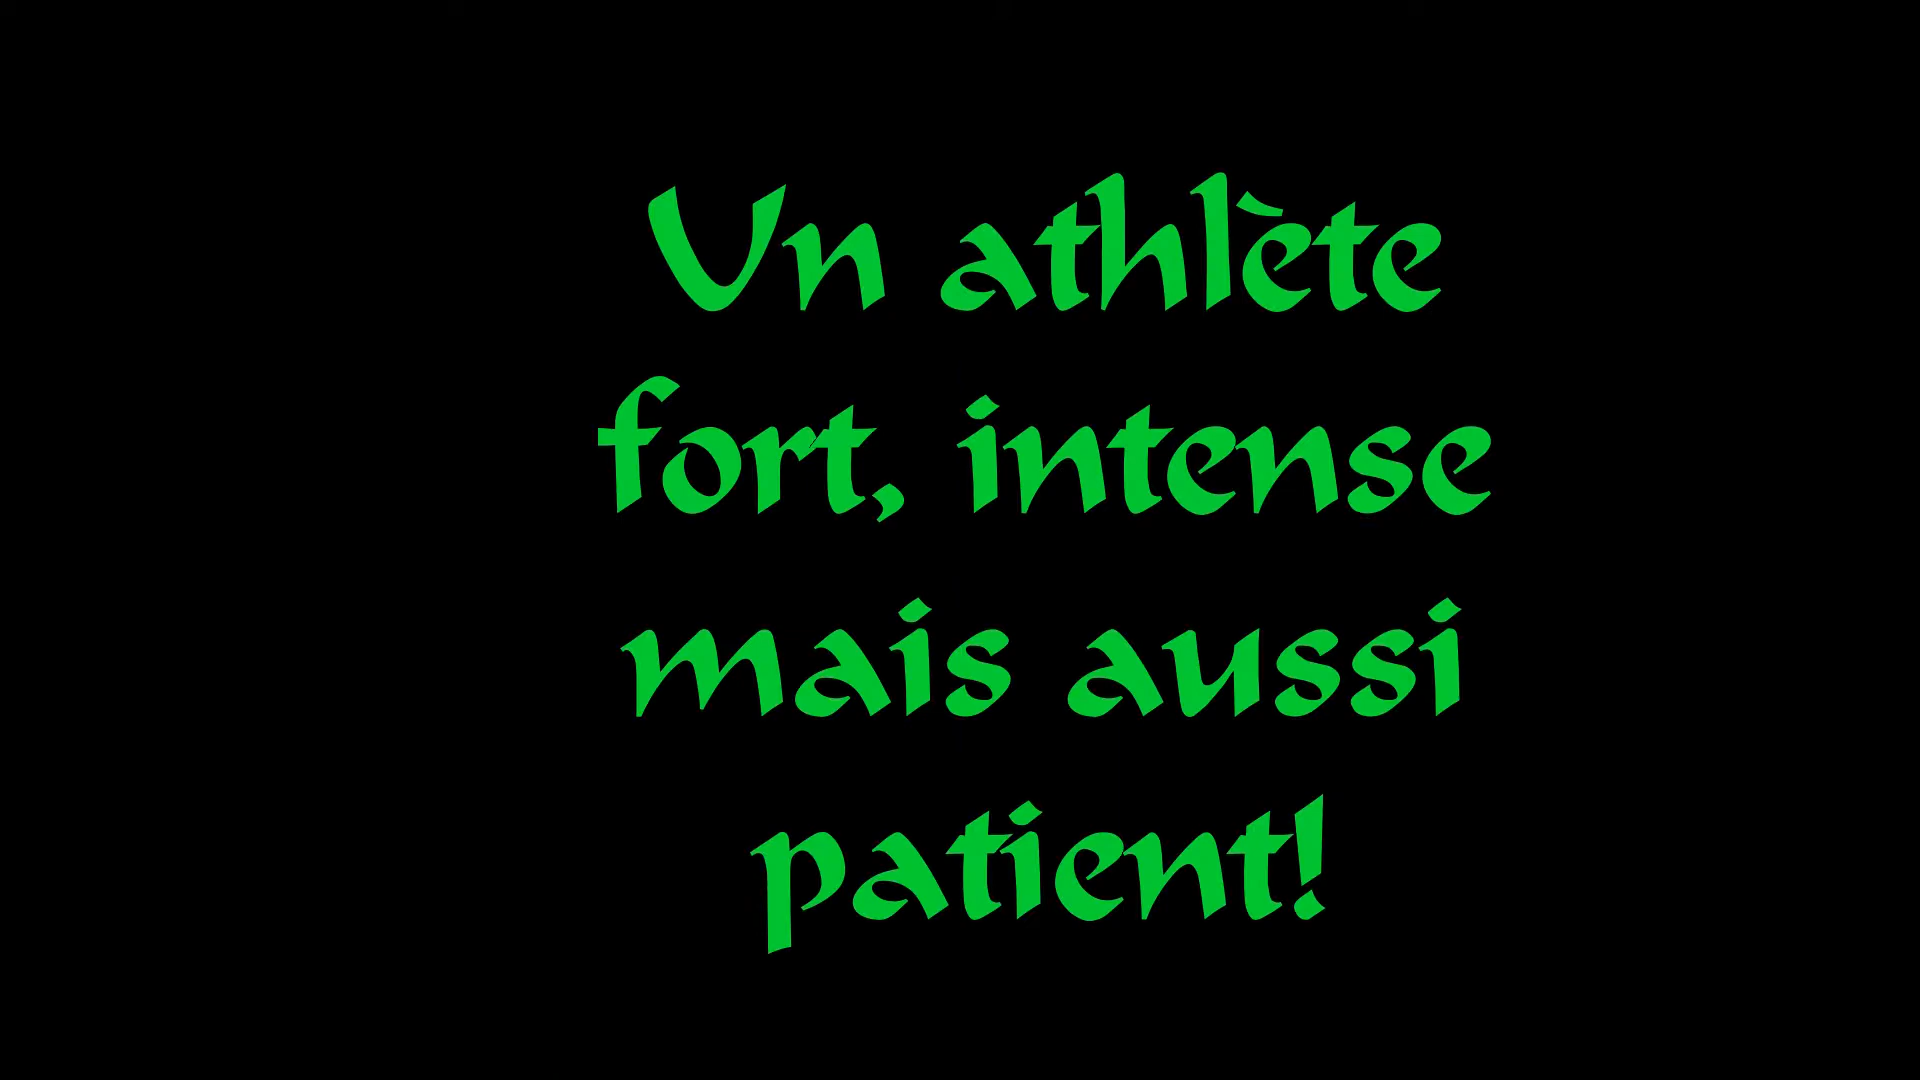 Un athlète
fort, intense
mais aussi
patient!